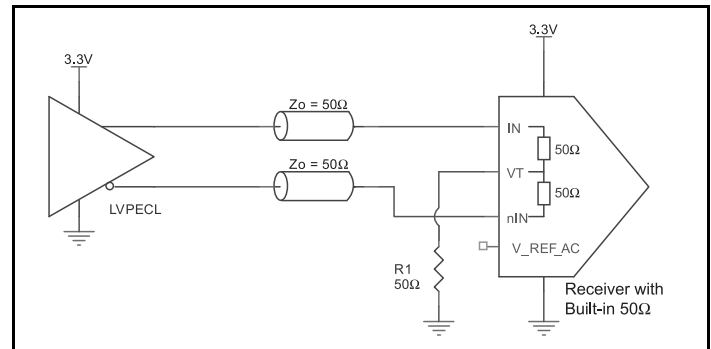 3.3V
3.3V
Zo = 50Ω
IN
50Ω
Zo = 50Ω
VT
50Ω
LVPECL
nIN
V_REF_AC
R1
50Ω
Receiver with
Built-in 50Ω